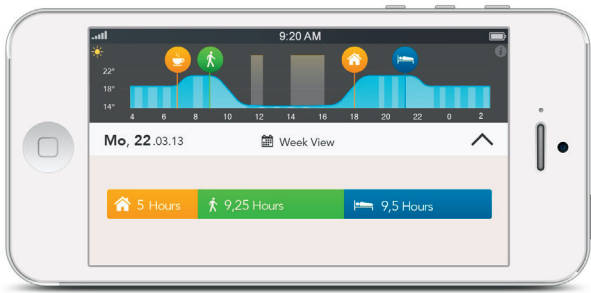 9:20 AM
22°
18°
14°
4 6 8 10 12 14 16 18 20 22 0 2
Mo, 22.03.13 Week View
5 Hours 9,25 Hours 9,5 Hours